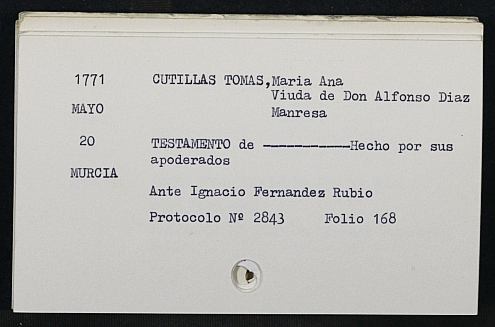 1771 CUTILLAS TOMAS, Maria Ana
Viuda de Don Alfonso Diaz
MAYO Manresa
20 TESTAMENTO de -----------Hecho por sus
apoderados
MURCIA
Ante Ignacio Fernandez Rubio
Protocolo Nº 2843 Folio 168